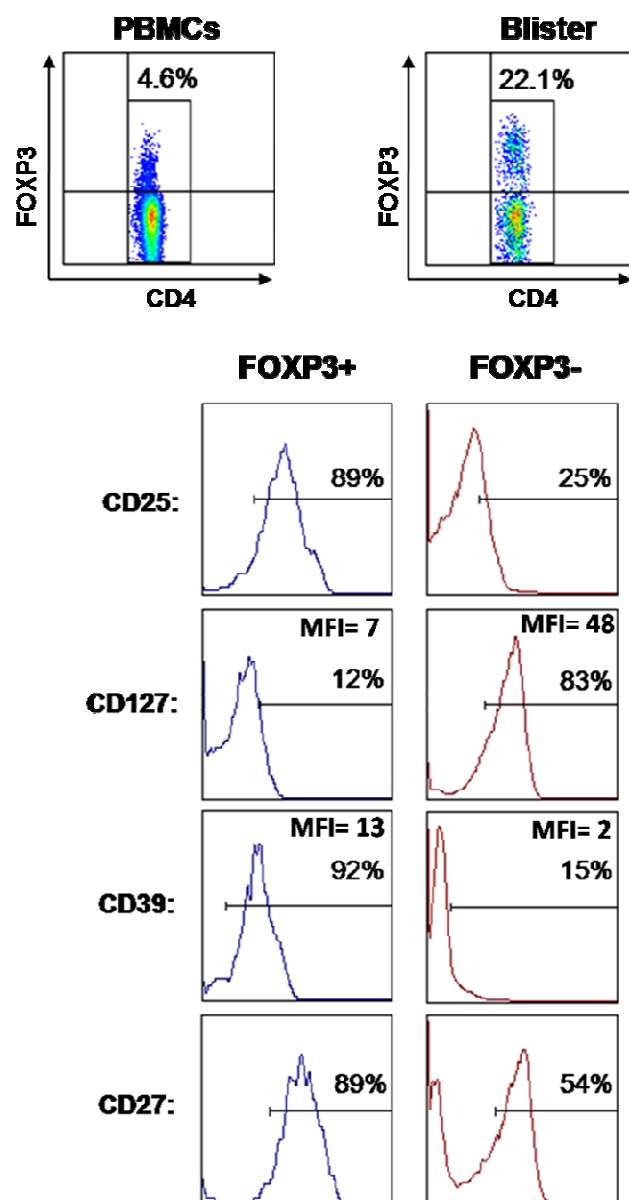 PBMCs
Blister
4.6%
22.1%
FOXP3
FOXP3
CD4
CD4
FOXP3+
FOXP3-
CD25:
89%
25%
CD127:
MFI= 7
12%
MFI= 48
83%
CD39:
MFI= 13
92%
MFI= 2
15%
CD27:
89%
54%